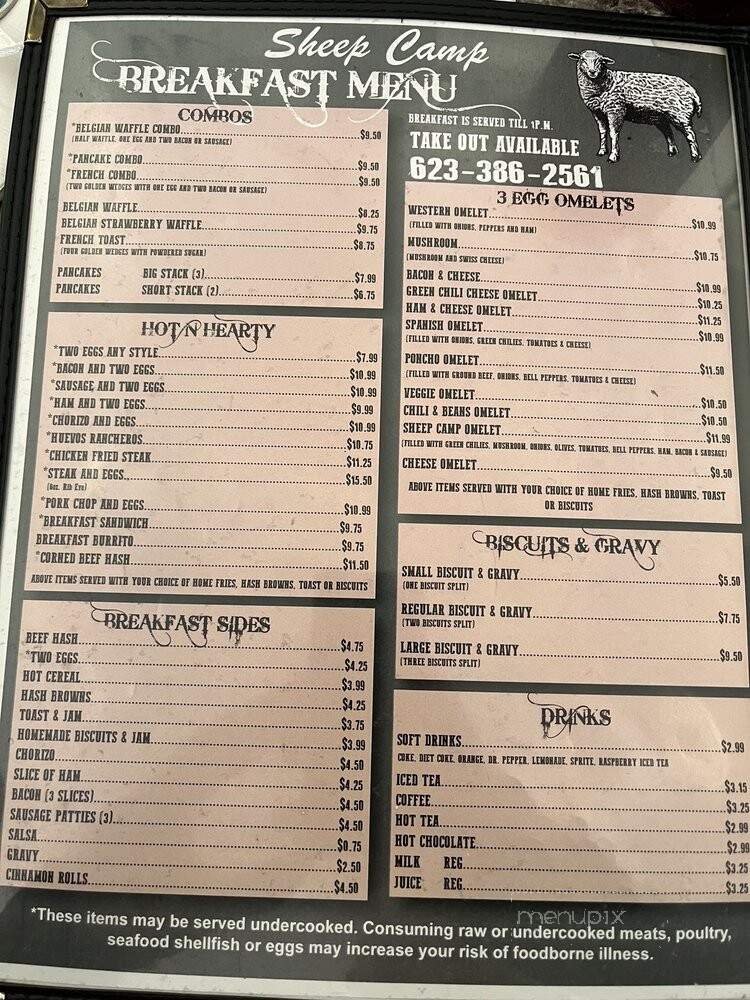 Sheep Camp
BREAKFAST MENU
COMBOS
*BELGIAN WAFFLE COMBO $9.50
(HALF WAFFLE, ONE EGG AND TWO BACON OR SAUSAGE)
*PANCAKE COMBO $9.50
*FRENCH COMBO $9.50
(TWO GOLDEN WEDGES WITH ONE EGG AND TWO BACON OR SAUSAGE)
BELGIAN WAFFLE $8.25
BELGIAN STRAWBERRY WAFFLE $9.75
FRENCH TOAST $8.75
(FOUR GOLDEN WEDGES WITH POWDERED SUGAR)
PANCAKES BIG STACK (3) $7.99
PANCAKES SHORT STACK (2) $6.75
HOT N HEARTY
*TWO EGGS ANY STYLE $7.99
*BACON AND TWO EGGS $10.99
*SAUSAGE AND TWO EGGS $10.99
*HAM AND TWO EGGS $9.99
*CHORIZO AND EGGS $10.99
*HUEVOS RANCHEROS $10.75
*CHICKEN FRIED STEAK $11.25
*STEAK AND EGGS $15.50
(6oz. Rib Eye)
*PORK CHOP AND EGGS $10.99
*BREAKFAST SANDWICH $9.75
BREAKFAST BURRITO $9.75
*CORNED BEEF HASH $11.50
ABOVE ITEMS SERVED WITH YOUR CHOICE OF HOME FRIES, HASH BROWNS, TOAST OR BISCUITS
BREAKFAST SIDES
BEEF HASH $4.75
*TWO EGGS $4.25
HOT CEREAL $3.99
HASH BROWNS $4.25
TOAST & JAM $3.75
HOMEMADE BISCUITS & JAM $3.99
CHORIZO $4.50
SLICE OF HAM $4.25
BACON (3 SLICES) $4.50
SAUSAGE PATTIES (3) $4.50
SALSA $0.75
GRAVY $2.50
CINNAMON ROLLS $4.50
BREAKFAST IS SERVED TILL 1P.M.
TAKE OUT AVAILABLE
623-386-2561
3 EGG OMELETS
WESTERN OMELET $10.99
(FILLED WITH ONIONS, PEPPERS AND HAM)
MUSHROOM $10.75
(MUSHROOM AND SWISS CHEESE)
BACON & CHEESE $10.99
GREEN CHILI CHEESE OMELET $10.25
HAM & CHEESE OMELET $11.25
SPANISH OMELET $10.99
(FILLED WITH ONIONS, GREEN CHILIES, TOMATOES & CHEESE)
PONCHO OMELET $11.50
(FILLED WITH GROUND BEEF, ONIONS, BELL PEPPERS, TOMATOES & CHEESE)
VEGGIE OMELET $10.50
CHILI & BEANS OMELET $10.50
SHEEP CAMP OMELET $11.99
(FILLED WITH GREEN CHILIES, MUSHROOM, ONIONS, OLIVES, TOMATOES, BELL PEPPERS, HAM, BACON & SAUSAGE)
CHEESE OMELET $9.50
ABOVE ITEMS SERVED WITH YOUR CHOICE OF HOME FRIES, HASH BROWNS, TOAST
OR BISCUITS
BISCUITS & GRAVY
SMALL BISCUIT & GRAVY $5.50
(ONE BISCUIT SPLIT)
REGULAR BISCUIT & GRAVY $7.75
(TWO BISCUITS SPLIT)
LARGE BISCUIT & GRAVY $9.50
(THREE BISCUITS SPLIT)
DRINKS
SOFT DRINKS $2.99
COKE, DIET COKE, ORANGE, DR. PEPPER, LEMONADE, SPRITE, RASPBERRY ICED TEA
ICED TEA $3.15
COFFEE $3.25
HOT TEA $2.99
HOT CHOCOLATE $2.99
MILK REG $3.25
JUICE REG $3.25
menupix
*These items may be served undercooked. Consuming raw or undercooked meats, poultry,
seafood shellfish or eggs may increase your risk of foodborne illness.